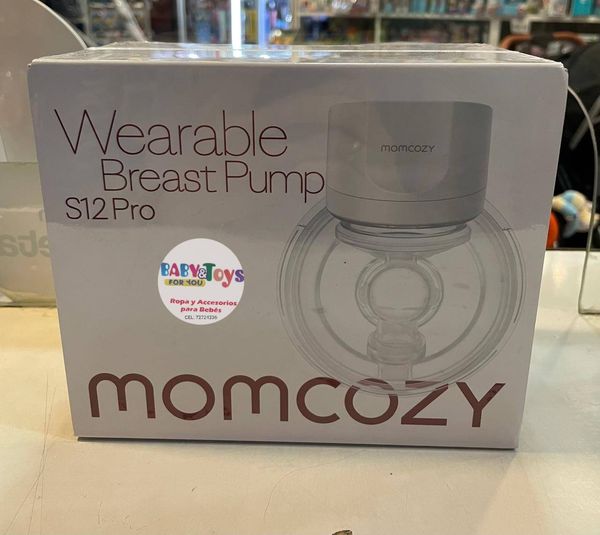 Wearable
Breast Pump
S12 Pro
momcozy
BABY&Toys
FOR YOU
Ropa y Accesorios
para Bebés
momcozy